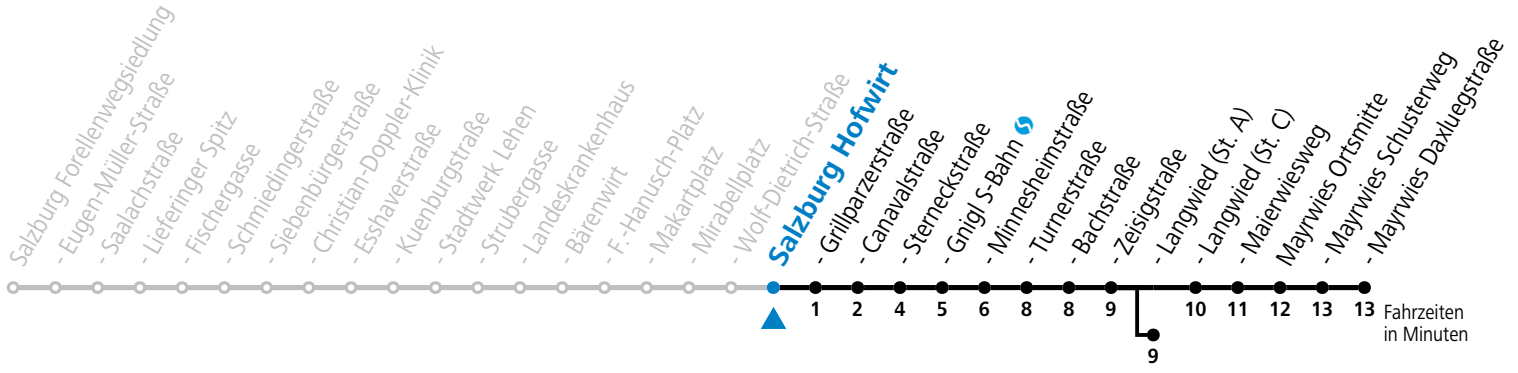 Salzburg Forellenwegsiedlung
- Eugen-Müller-Straße
- Saalachstraße
- Lieferinger Spitz
- Fischergasse
- Schmiedingerstraße
- Siebenbürgerstraße
- Christian-Doppler-Klinik
- Esshaverstraße
- Kuenburgstraße
- Stadtwerk Lehen
- Strubergasse
- Landeskrankenhaus
- Bärenwirt
- F.-Hanusch-Platz
- Makartplatz
- Mirabellplatz
- Wolf-Dietrich-Straße
Salzburg Hofwirt
- Grillparzerstraße
- Canavalstraße
- Sterneckstraße
- Gnigl S-Bahn
- Minnesheimstraße
- Turnerstraße
- Bachstraße
- Zeisigstraße
- Langwied (St. A)
- Langwied (St. C)
- Maierwiesweg
Mayrwies Ortsmitte
- Mayrwies Schusterweg
- Mayrwies Daxluegstraße
1 2 4 5 6 8 8 9 10 11 12 13 13 Fahrzeiten
in Minuten
9